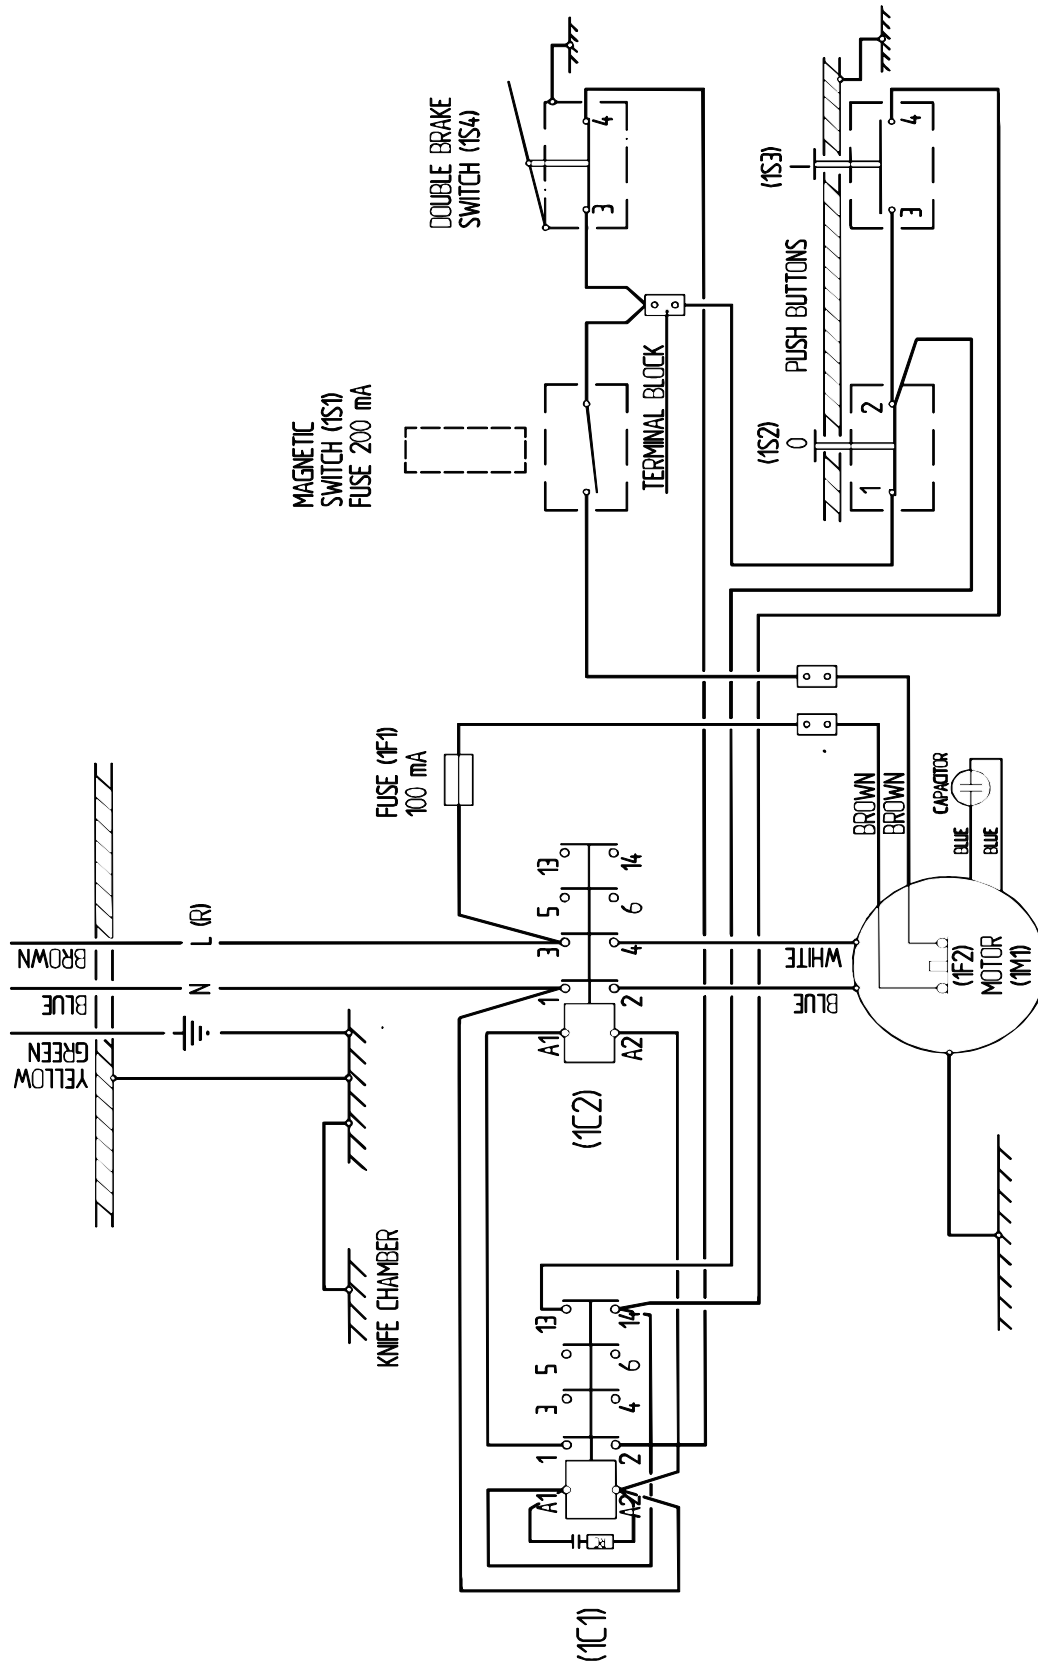 DOUBLE BRAKE
SWITCH (1S4)
4
3
(1S3)
I
4
3
PUSH BUTTONS
MAGNETIC
SWITCH (1S1)
FUSE 200 mA
TERMINAL BLOCK
(1S2)
0
2
1
FUSE (1F1)
100 mA
BROWN
BROWN
CAPACITOR
BLUE
BLUE
BROWN
BLUE
GREEN
YELLOW
L (R)
N
13
5
3
1
A1
14
6
4
2
A2
(1C2)
WHITE
BLUE
(1F2)
MOTOR
(1M1)
KNIFE CHAMBER
13
5
3
1
A1
14
6
4
2
A2
RC
(1C1)